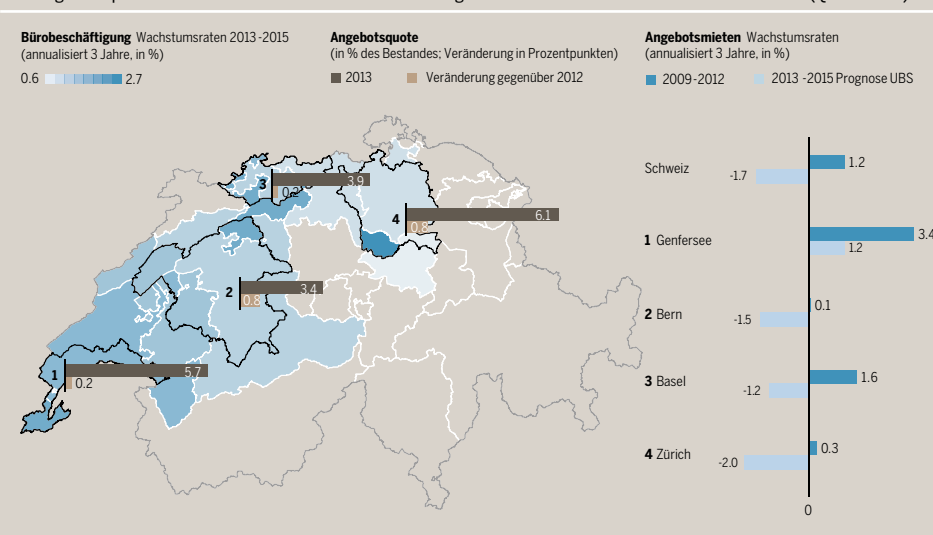 Bürobeschäftigung Wachstumsraten 2013-2015
(annualisiert 3 Jahre, in %)
0.6 2.7
Angebotsquote
(in % des Bestandes; Veränderung in Prozentpunkten)
2013 Veränderung gegenüber 2012
Angebotsmieten Wachstumsraten
(annualisiert 3 Jahre, in %)
2009-2012 2013-2015 Prognose UBS
3 3.9
0.2
4 6.1
0.8
2 3.4
0.8
1 5.7
0.2
Schweiz 1.2
-1.7
1 Genfersee 3.4
1.2
2 Bern 0.1
-1.5
3 Basel 1.6
-1.2
4 Zürich 0.3
-2.0
0